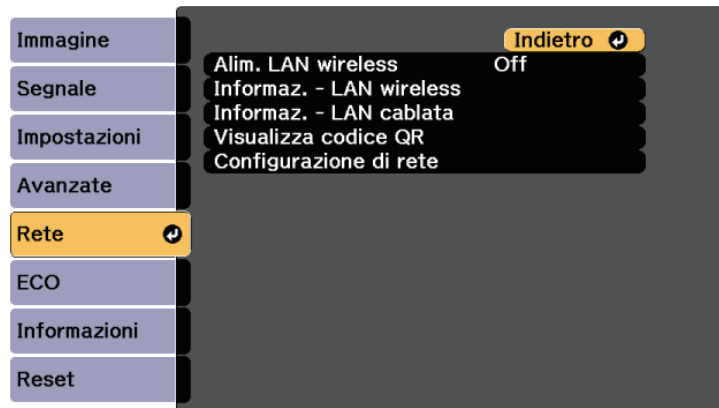 Immagine
Segnale
Impostazioni
Avanzate
Rete
ECO
Informazioni
Reset
Indietro
Alim. LAN wireless Off
Informaz. - LAN wireless
Informaz. - LAN cablata
Visualizza codice QR
Configurazione di rete